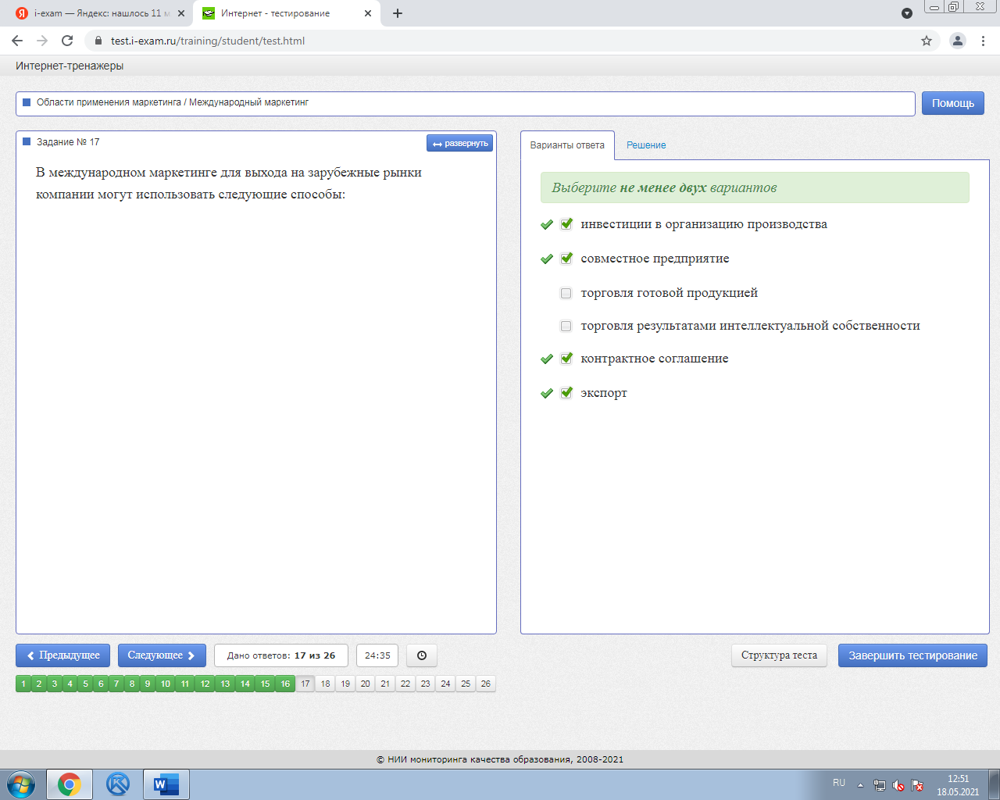 i-exam — Яндекс: нашлось 11 м
Интернет - тестирование
test.i-exam.ru/training/student/test.html
Интернет-тренажеры
Области применения маркетинга / Международный маркетинг
Помощь
Задание № 17
развернуть
В международном маркетинге для выхода на зарубежные рынки
компании могут использовать следующие способы:
Варианты ответа
Решение
Выберите не менее двух вариантов
инвестиции в организацию производства
совместное предприятие
торговля готовой продукцией
торговля результатами интеллектуальной собственности
контрактное соглашение
экспорт
Предыдущее
Следующее
Дано ответов: 17 из 26
24:35
Структура теста
Завершить тестирование
1 2 3 4 5 6 7 8 9 10 11 12 13 14 15 16 17 18 19 20 21 22 23 24 25 26
© НИИ мониторинга качества образования, 2008-2021
RU
12:51
18.05.2021